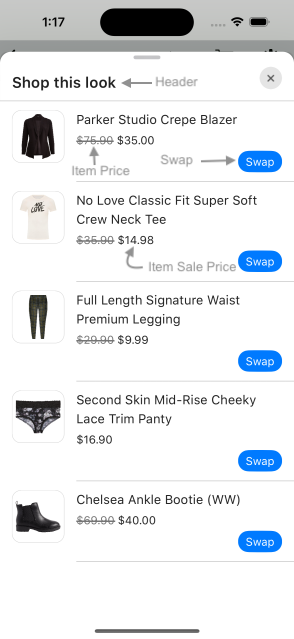 1:17
Shop this look
Header
Parker Studio Crepe Blazer
$75.90 $35.00
Item Price
Swap
Swap
No Love Classic Fit Super Soft
Crew Neck Tee
NO
LOVE
$35.90 $14.98
Item Sale Price
Swap
Full Length Signature Waist
Premium Legging
$29.90 $9.99
Swap
Second Skin Mid-Rise Cheeky
Lace Trim Panty
$16.90
Swap
Chelsea Ankle Bootie (WW)
$69.90 $40.00
Swap